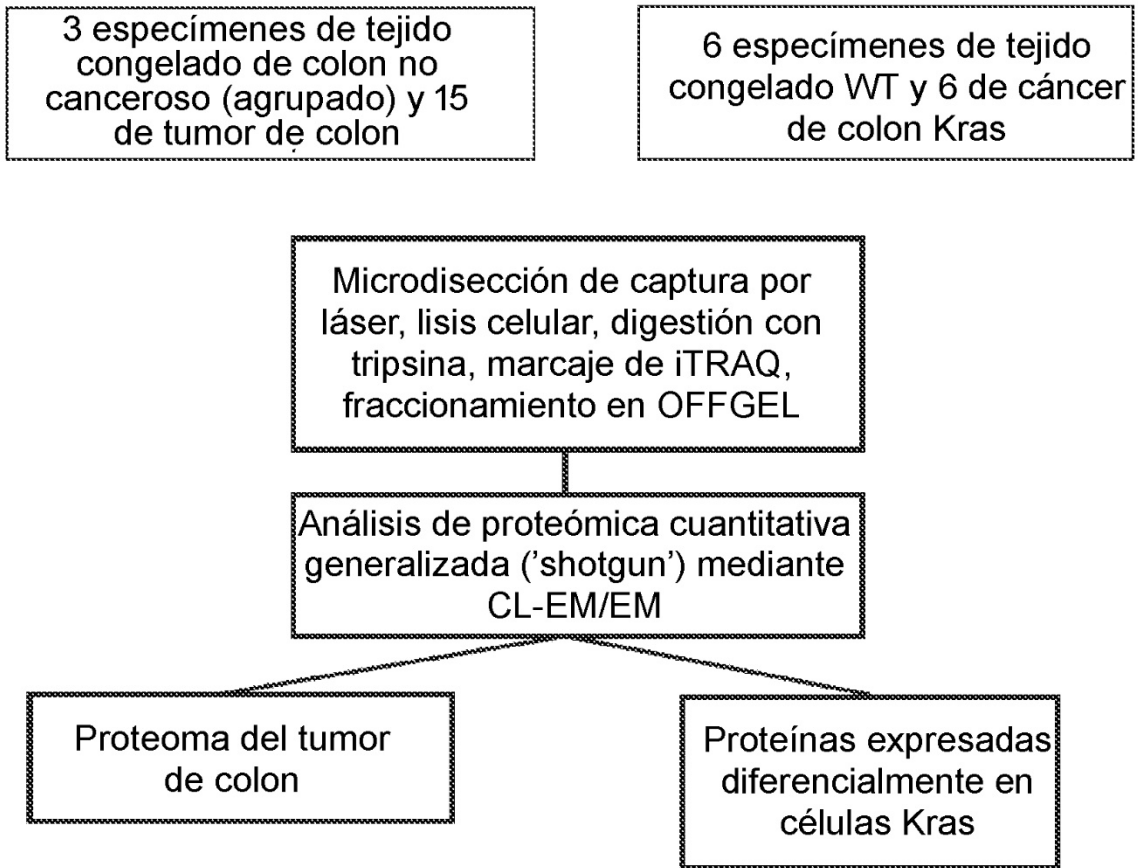 3 especímenes de tejido
congelado de colon no
canceroso (agrupado) y 15
de tumor de colon
6 especímenes de tejido
congelado WT y 6 de cáncer
de colon Kras
Microdisección de captura por
láser, lisis celular, digestión con
tripsina, marcaje de iTRAQ,
fraccionamiento en OFFGEL
Análisis de proteómica cuantitativa
generalizada ('shotgun') mediante
CL-EM/EM
Proteoma del tumor
de colon
Proteínas expresadas
diferencialmente en
células Kras